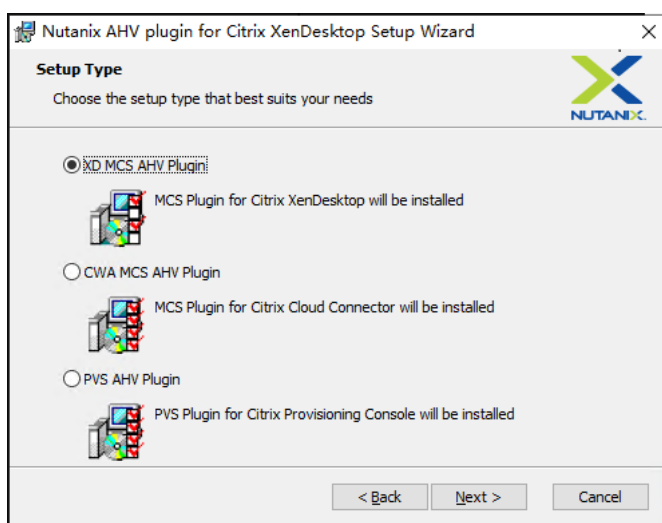 Nutanix AHV plugin for Citrix XenDesktop Setup Wizard
Setup Type
Choose the setup type that best suits your needs
NUTANIX.
XD MCS AHV Plugin
MCS Plugin for Citrix XenDesktop will be installed
CWA MCS AHV Plugin
MCS Plugin for Citrix Cloud Connector will be installed
PVS AHV Plugin
PVS Plugin for Citrix Provisioning Console will be installed
< Back Next > Cancel